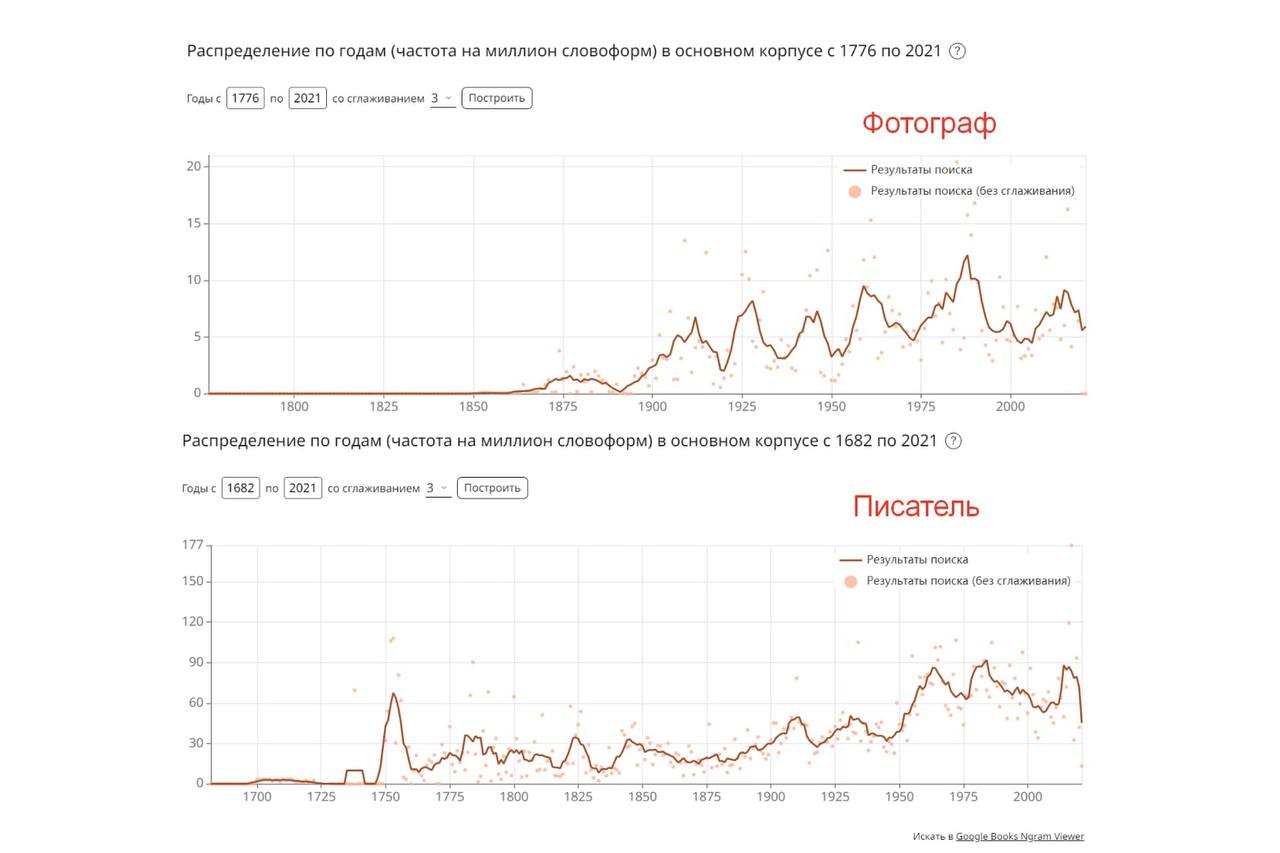 Распределение по годам (частота на миллион словоформ) в основном корпусе с 1776 по 2021 ?
Годы с 1776 по 2021 со сглаживанием 3 Построить
Фотограф
Результаты поиска
Результаты поиска (без сглаживания)
20
15
10
5
0
1800 1825 1850 1875 1900 1925 1950 1975 2000
Распределение по годам (частота на миллион словоформ) в основном корпусе с 1682 по 2021 ?
Годы с 1682 по 2021 со сглаживанием 3 Построить
Писатель
Результаты поиска
Результаты поиска (без сглаживания)
177
150
120
90
60
30
0
1700 1725 1750 1775 1800 1825 1850 1875 1900 1925 1950 1975 2000
Искать в Google Books Ngram Viewer